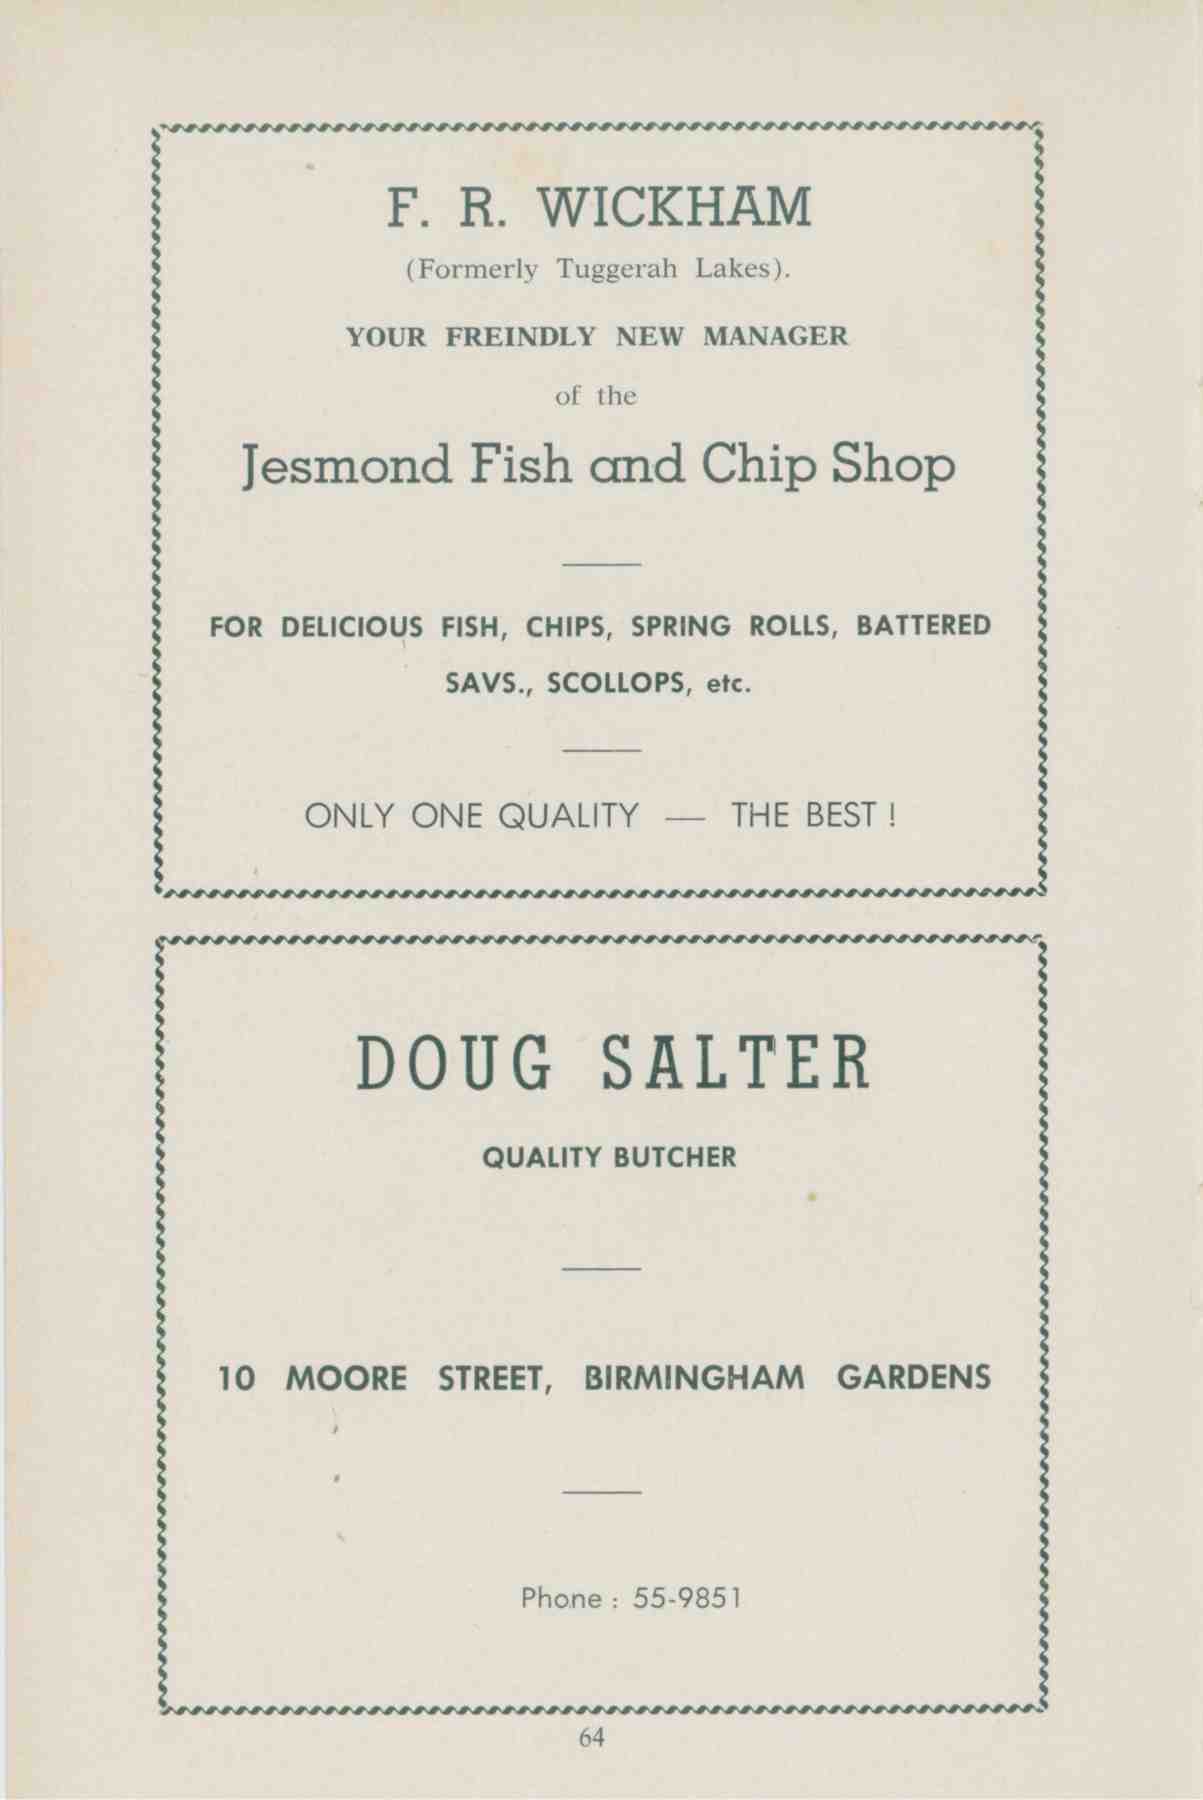 F. R. WICKHAM
(Formerly Tuggerah Lakes).
YOUR FREINDLY NEW MANAGER
of the
Jesmond Fish and Chip Shop
FOR DELICIOUS FISH, CHIPS, SPRING ROLLS, BATTERED
SAVS., SCOLLOPS, etc.
ONLY ONE QUALITY — THE BEST !
DOUG SALTER
QUALITY BUTCHER
10 MOORE STREET, BIRMINGHAM GARDENS
Phone : 55-9851
64